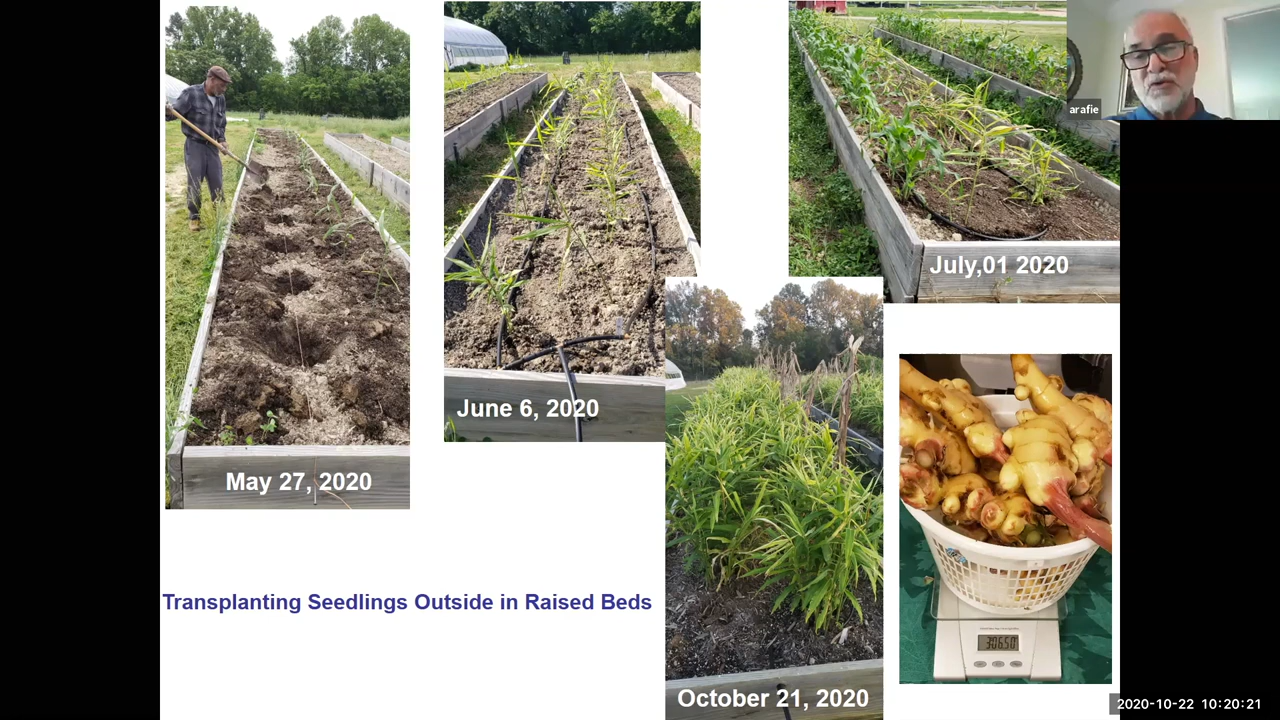 arafie
July,01 2020
June 6, 2020
May 27, 2020
Transplanting Seedlings Outside in Raised Beds
October 21, 2020
2020-10-22 10:20:21